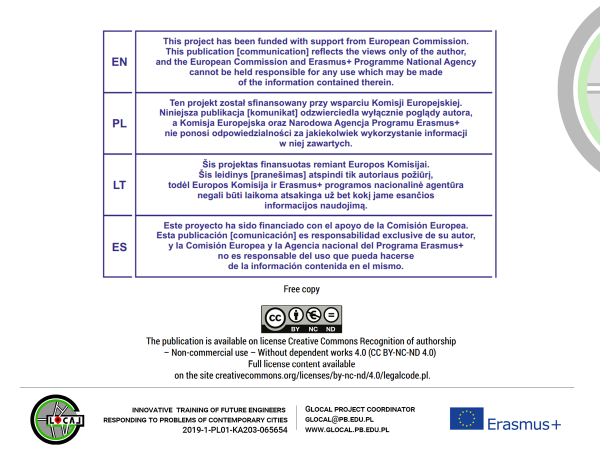 EN
This project has been funded with support from European Commission.
This publication [communication] reflects the views only of the author,
and the European Commission and Erasmus+ Programme National Agency
cannot be held responsible for any use which may be made
of the information contained therein.
PL
Ten projekt został sfinansowany przy wsparciu Komisji Europejskiej.
Niniejsza publikacja [komunikat] odzwierciedla wyłącznie poglądy autora,
a Komisja Europejska oraz Narodowa Agencja Programu Erasmus+
nie ponosi odpowiedzialności za jakiekolwiek wykorzystanie informacji
w niej zawartych.
LT
Šis projektas finansuotas remiant Europos Komisijai.
Šis leidinys [pranešimas] atspindi tik autoriaus požiūrį,
todėl Europos Komisija ir Erasmus+ programos nacionalinė agentūra
negali būti laikoma atsakinga už bet kokį jame esančios
informacijos naudojimą.
ES
Este proyecto ha sido financiado con el apoyo de la Comisión Europea.
Esta publicación [comunicación] es responsabilidad exclusive de su autor,
y la Comisión Europea y la Agencia nacional del Programa Erasmus+
no es responsable del uso que pueda hacerse
de la información contenida en el mismo.
Free copy
CC
BY NC ND
The publication is available on license Creative Commons Recognition of authorship
– Non-commercial use – Without dependent works 4.0 (CC BY-NC-ND 4.0)
Full license content available
on the site creativecommons.org/licenses/by-nc-nd/4.0/legalcode.pl.
GLOCAL
INNOVATIVE TRAINING OF FUTURE ENGINEERS
RESPONDING TO PROBLEMS OF CONTEMPORARY CITIES
2019-1-PL01-KA203-065654
GLOCAL PROJECT COORDINATOR
GLOCAL@PB.EDU.PL
WWW.GLOCAL.PB.EDU.PL
Erasmus+